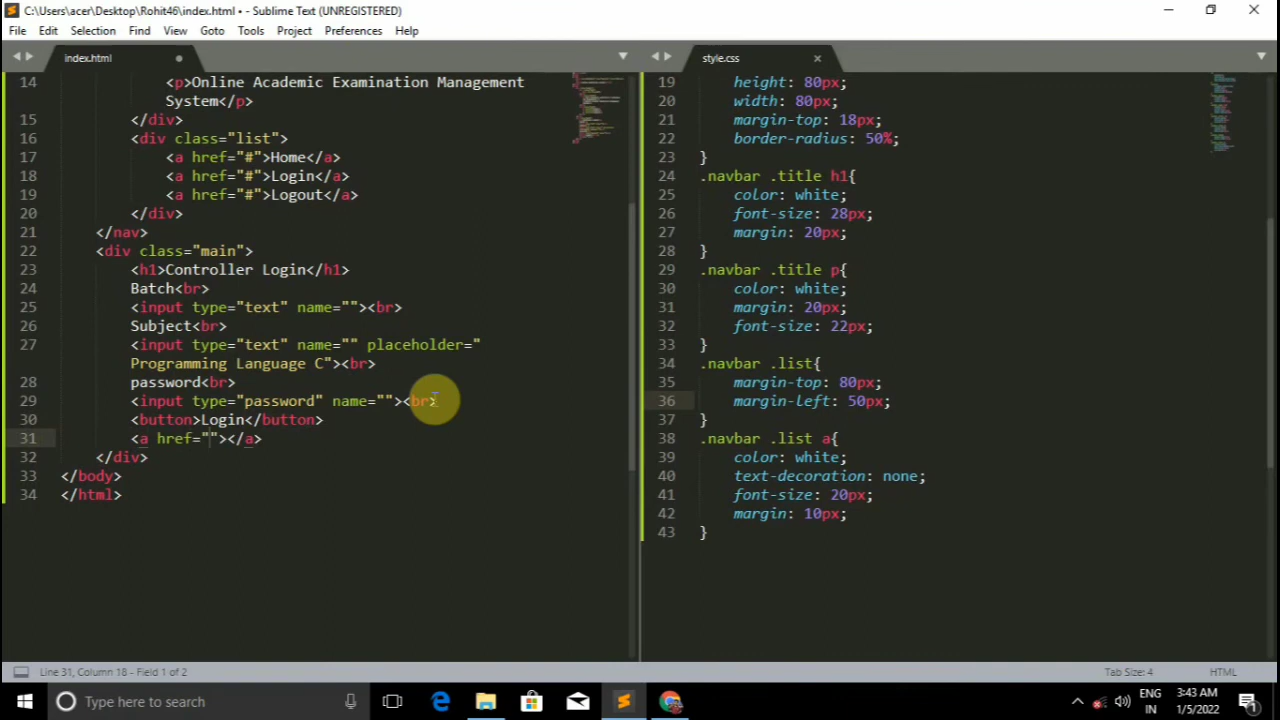 C:\Users\acer\Desktop\Rohit46\index.html • - Sublime Text (UNREGISTERED)
File Edit Selection Find View Goto Tools Project Preferences Help
index.html
14 <p>Online Academic Examination Management
System</p>
15 </div>
16 <div class="list">
17 <a href="#">Home</a>
18 <a href="#">Login</a>
19 <a href="#">Logout</a>
20 </div>
21 </nav>
22 <div class="main">
23 <h1>Controller Login</h1>
24 Batch<br>
25 <input type="text" name=""><br>
26 Subject<br>
27 <input type="text" name="" placeholder="
Programming Language C"><br>
28 password<br>
29 <input type="password" name=""><br>
30 <button>Login</button>
31 <a href=""></a>
32 </div>
33 </body>
34 </html>
style.css
19 height: 80px;
20 width: 80px;
21 margin-top: 18px;
22 border-radius: 50%;
23 }
24 .navbar .title h1{
25 color: white;
26 font-size: 28px;
27 margin: 20px;
28 }
29 .navbar .title p{
30 color: white;
31 margin: 20px;
32 font-size: 22px;
33 }
34 .navbar .list{
35 margin-top: 80px;
36 margin-left: 50px;
37 }
38 .navbar .list a{
39 color: white;
40 text-decoration: none;
41 font-size: 20px;
42 margin: 10px;
43 }
Line 31, Column 18 - Field 1 of 2
Tab Size: 4
HTML
Type here to search
ENG
IN
3:43 AM
1/5/2022
1